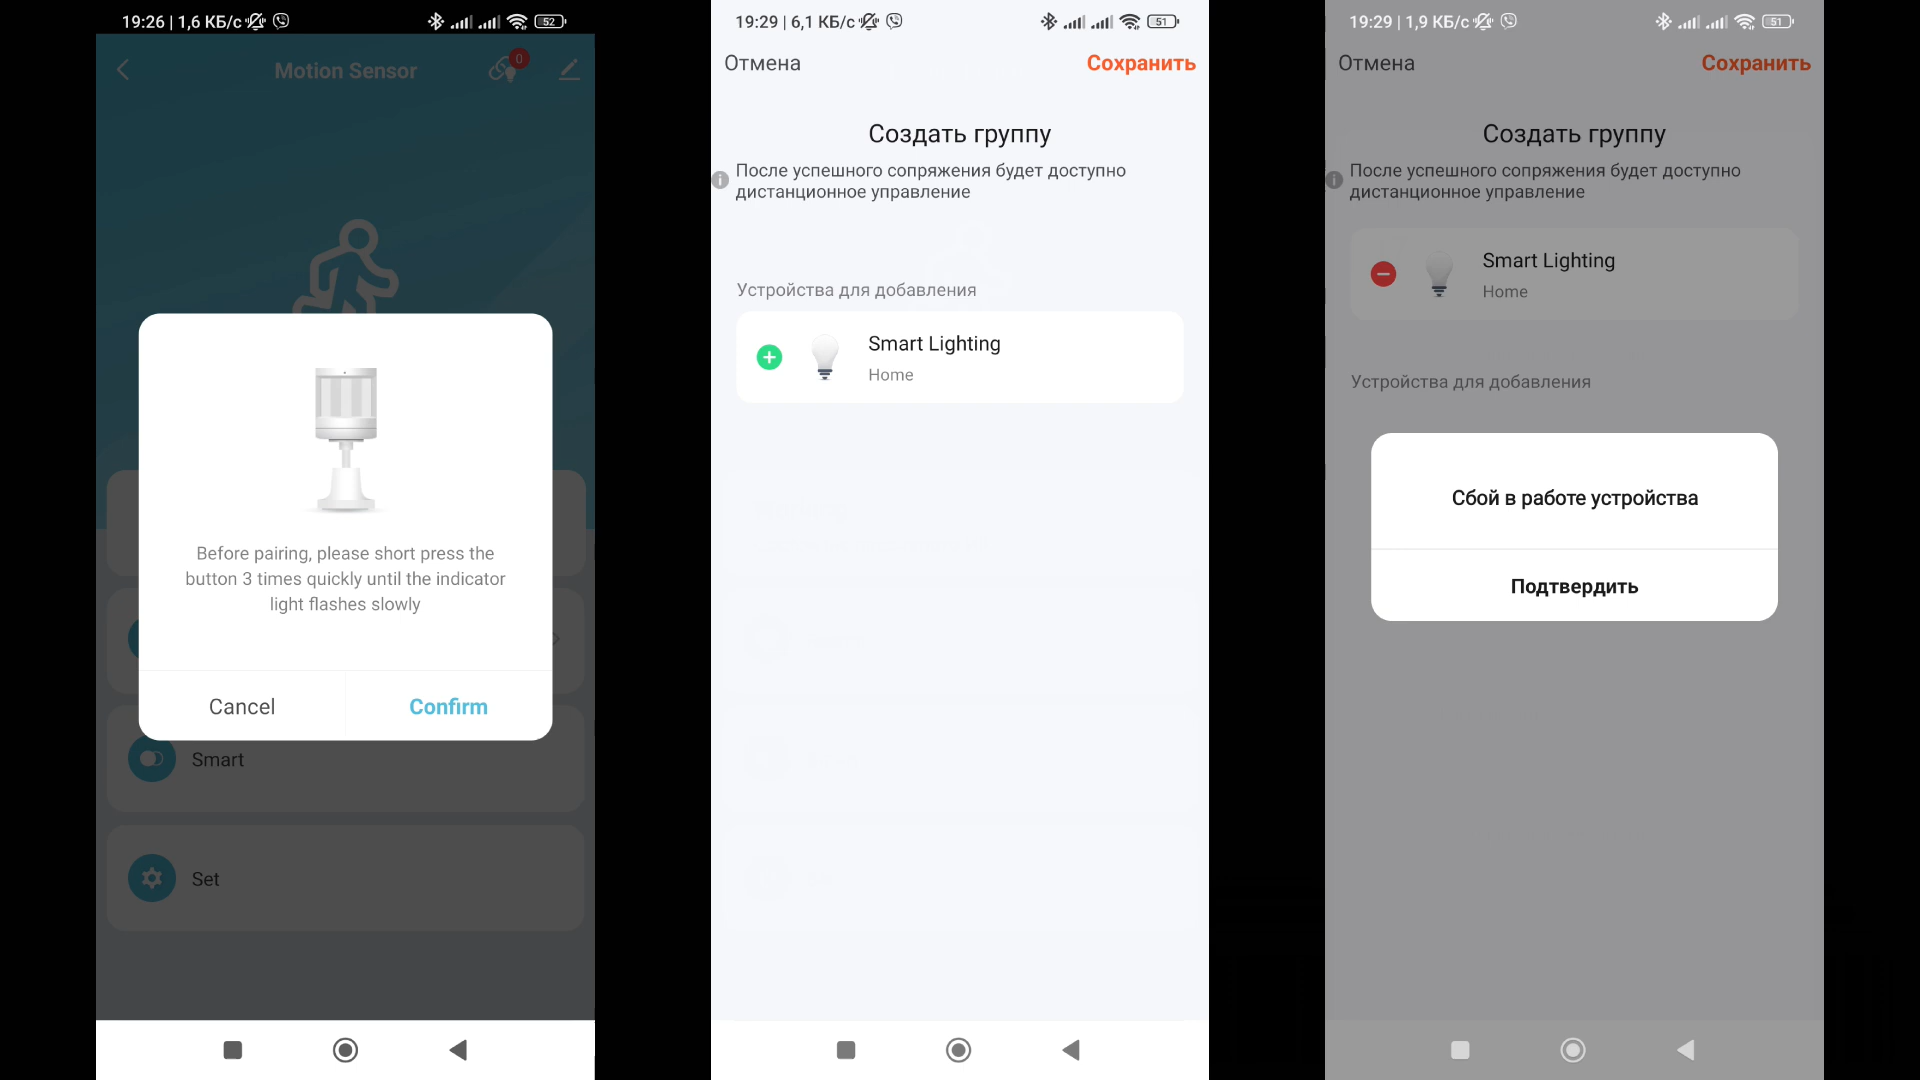 19:26 | 1,6 КБ/с
52
Motion Sensor
0
Before pairing, please short press the
button 3 times quickly until the indicator
light flashes slowly
Cancel
Confirm
Smart
Set
19:29 | 6,1 КБ/с
51
Отмена
Сохранить
Создать группу
После успешного сопряжения будет доступно
дистанционное управление
Устройства для добавления
Smart Lighting
Home
19:29 | 1,9 КБ/с
51
Отмена
Сохранить
Создать группу
После успешного сопряжения будет доступно
дистанционное управление
Smart Lighting
Home
Устройства для добавления
Сбой в работе устройства
Подтвердить